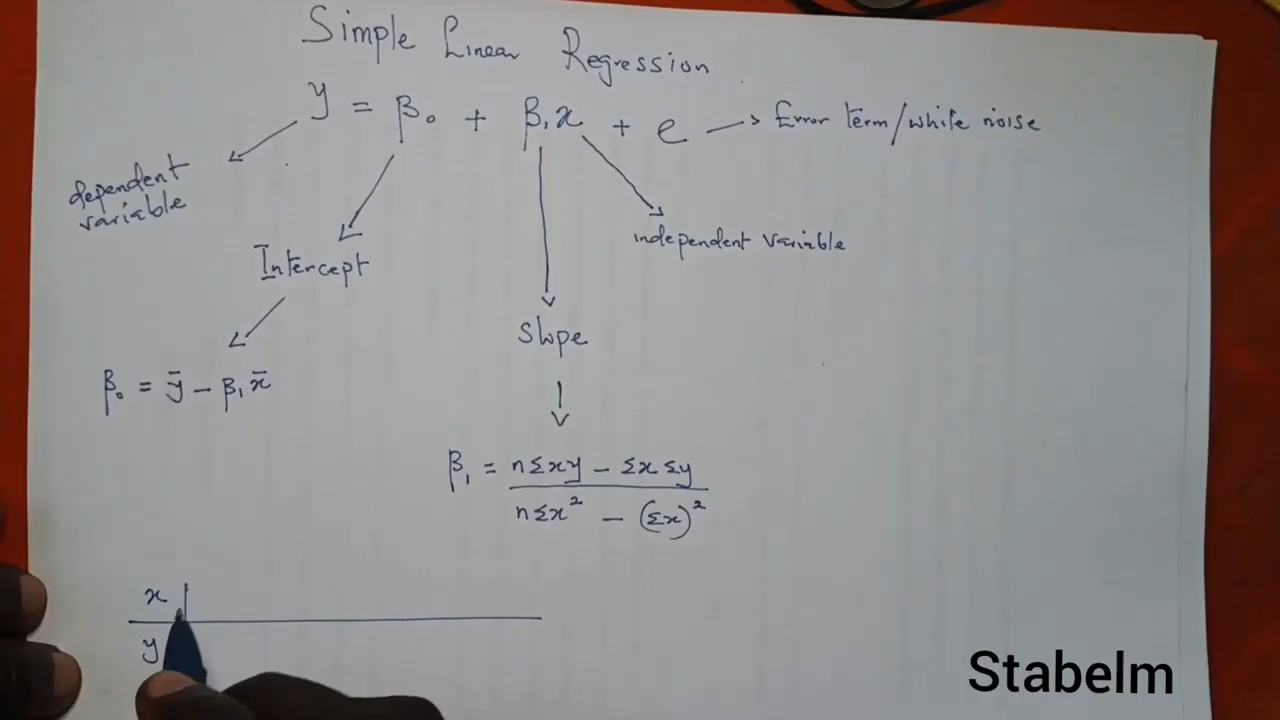 Simple Linear Regression
y = β₀ + β₁x + e → Error term/white noise
dependent
variable
Intercept
independent variable
Slope
β₀ = ȳ - β₁x̄
β₁ = nΣxy - ΣxΣy
nΣx² - (Σx)²
x
y
Stabelm